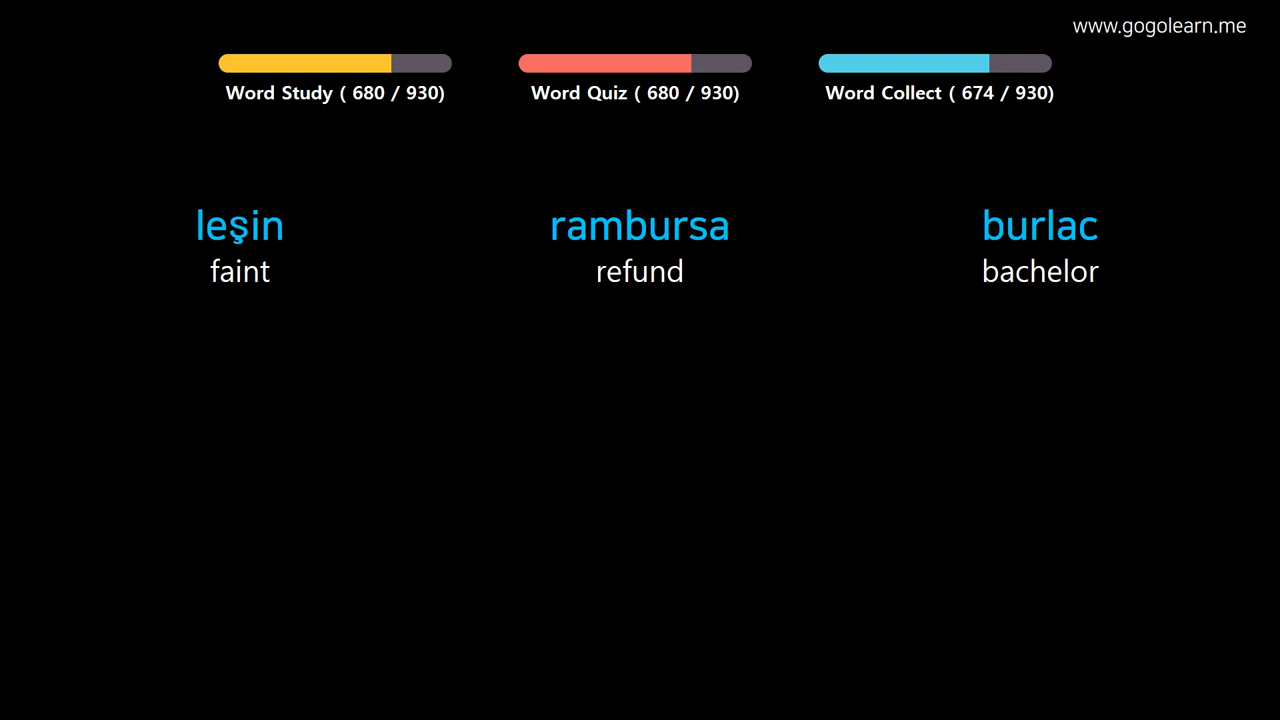 www.gogolearn.me
Word Study ( 680 / 930)
Word Quiz ( 680 / 930)
Word Collect ( 674 / 930)
leşin
faint
rambursa
refund
burlac
bachelor